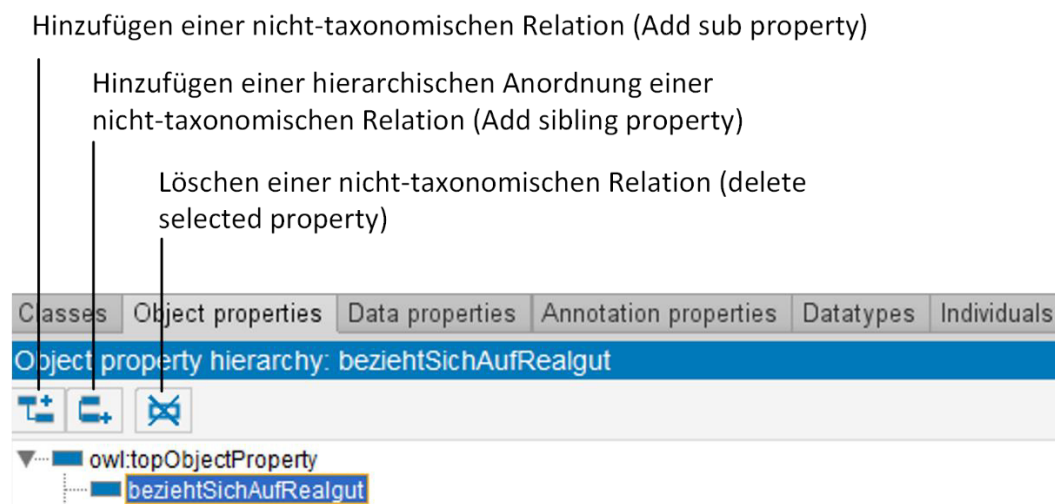 Hinzufügen einer nicht-taxonomischen Relation (Add sub property)
Hinzufügen einer hierarchischen Anordnung einer
nicht-taxonomischen Relation (Add sibling property)
Löschen einer nicht-taxonomischen Relation (delete
selected property)
Classes Object properties Data properties Annotation properties Datatypes Individuals
Object property hierarchy: beziehtSichAufRealgut
owl:topObjectProperty
beziehtSichAufRealgut